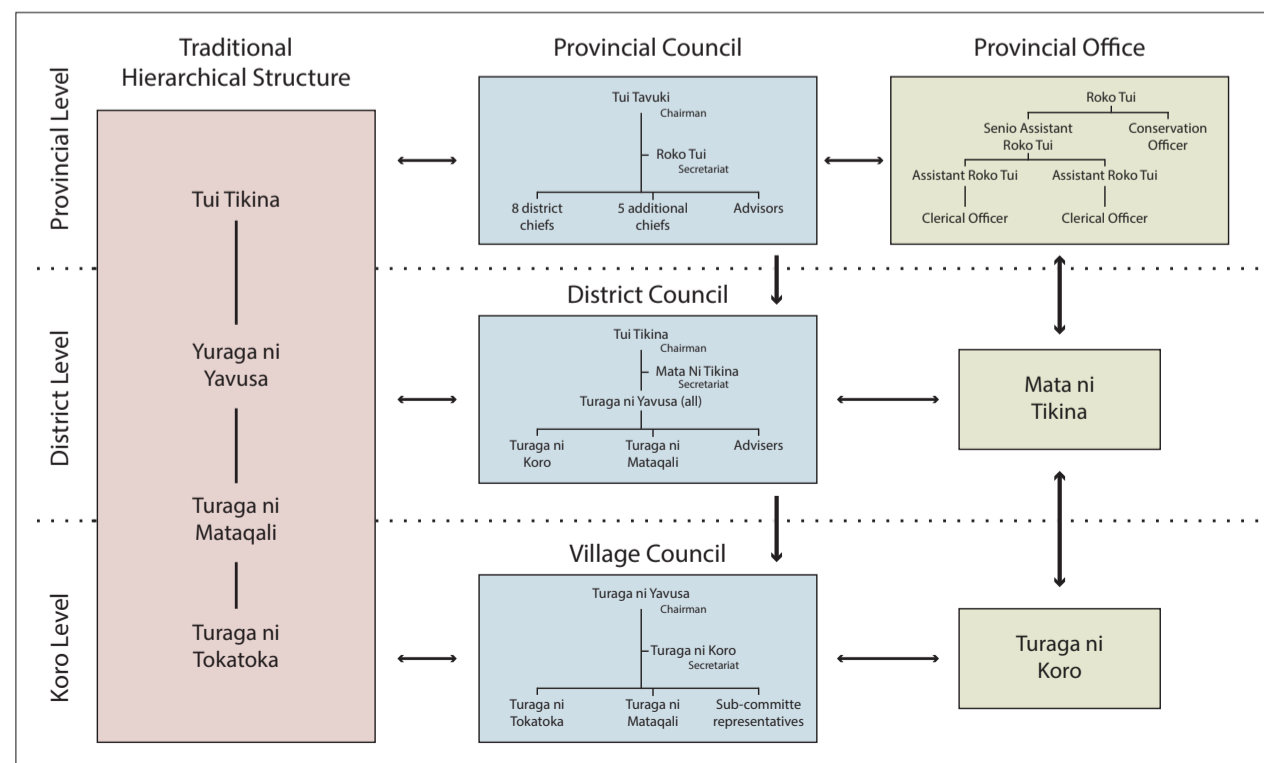 Traditional
Hierarchical Structure
Provincial Council
Provincial Office
Provincial Level
Tui Tikina
Tui Tavuki
Chairman
Roko Tui
Secretariat
8 district
chiefs
5 additional
chiefs
Advisors
Roko Tui
Senio Assistant
Roko Tui
Conservation
Officer
Assistant Roko Tui
Assistant Roko Tui
Clerical Officer
Clerical Officer
District Level
Yuraga ni
Yavusa
District Council
Tui Tikina
Chairman
Mata Ni Tikina
Secretariat
Turaga ni Yavusa (all)
Turaga ni
Koro
Turaga ni
Mataqali
Advisers
Mata ni
Tikina
Turaga ni
Mataqali
Koro Level
Turaga ni
Tokatoka
Village Council
Turaga ni Yavusa
Chairman
Turaga ni Koro
Secretariat
Turaga ni
Tokatoka
Turaga ni
Mataqali
Sub-committe
representatives
Turaga ni
Koro